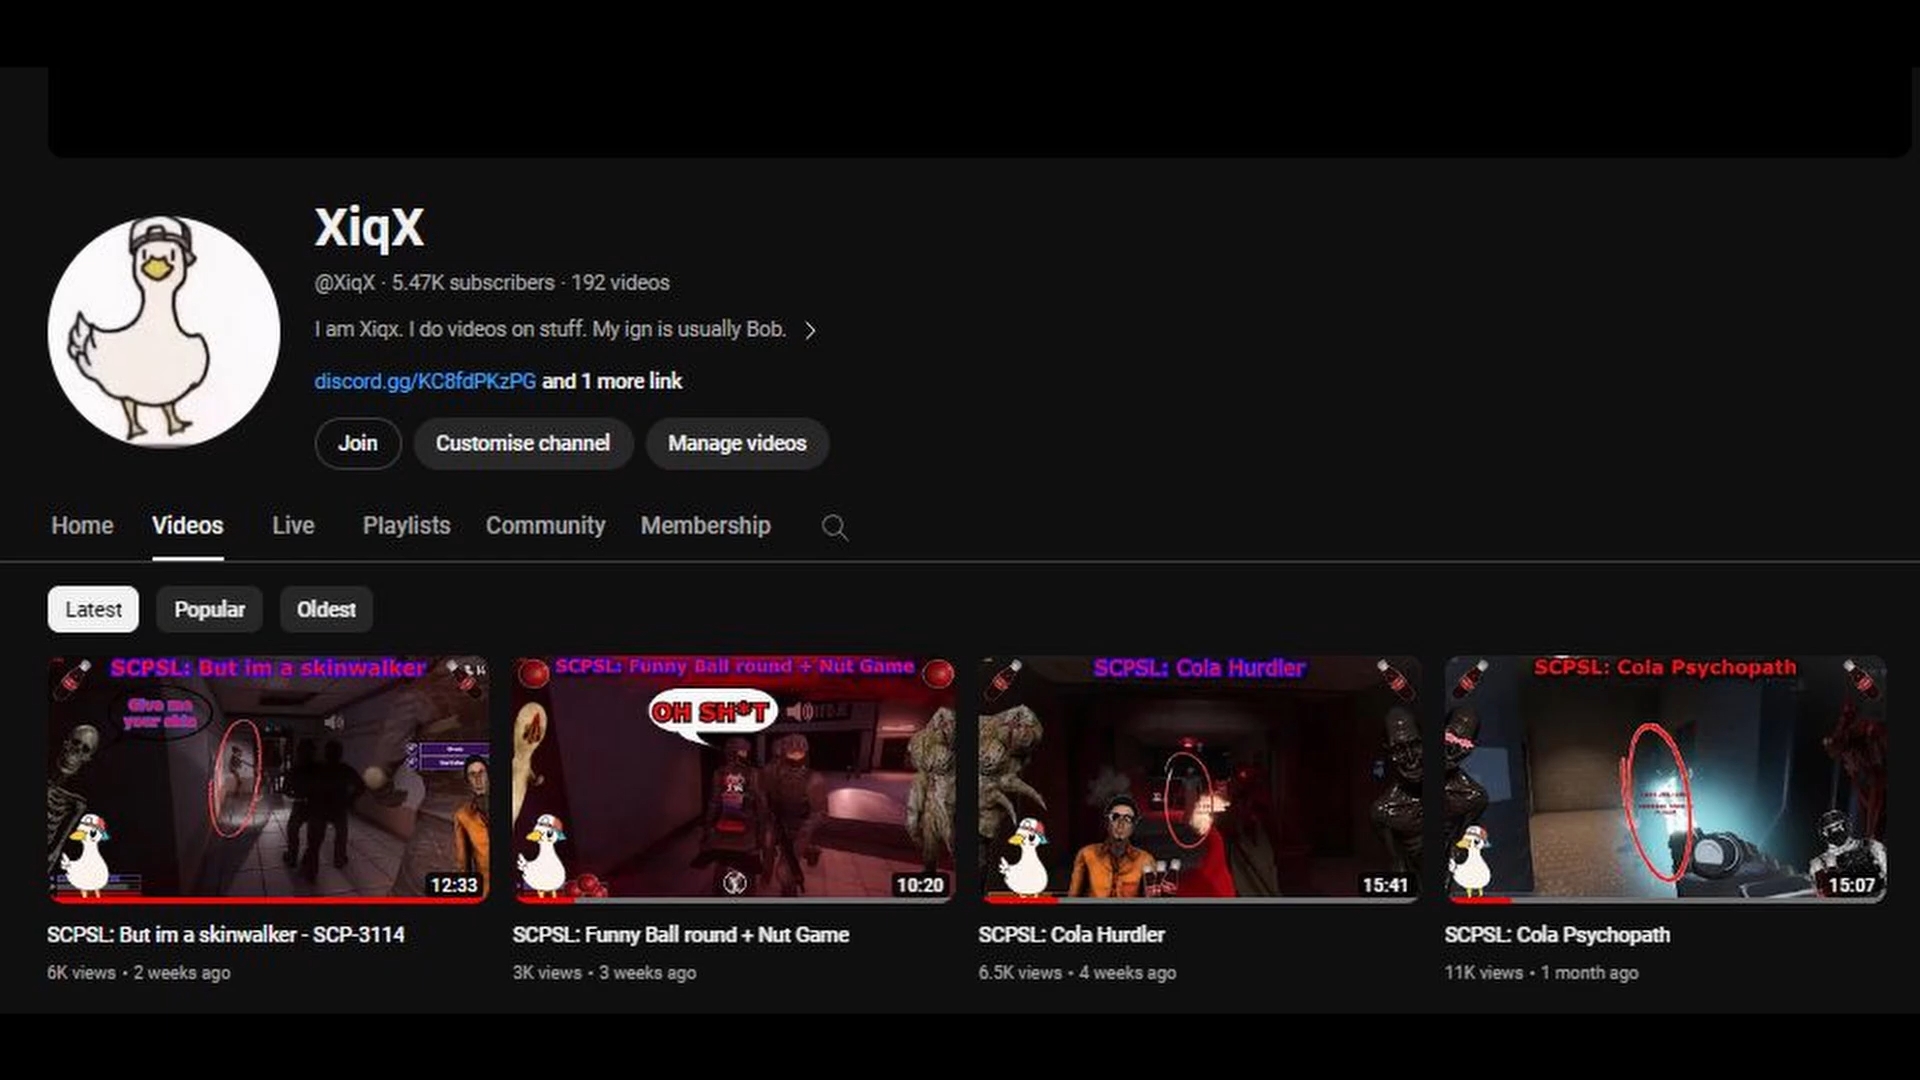 XiqX
@XiqX · 5.47K subscribers · 192 videos
I am Xiqx. I do videos on stuff. My ign is usually Bob.
discord.gg/KC8fdPKzPG and 1 more link
Join Customise channel Manage videos
Home Videos Live Playlists Community Membership
Latest Popular Oldest
SCPSL: But im a skinwalker
Give me
your skin
12:33
SCPSL: Funny Ball round + Nut Game
OH SH*T
10:20
SCPSL: Cola Hurdler
15:41
SCPSL: Cola Psychopath
15:07
SCPSL: But im a skinwalker - SCP-3114
6K views • 2 weeks ago
SCPSL: Funny Ball round + Nut Game
3K views • 3 weeks ago
SCPSL: Cola Hurdler
6.5K views • 4 weeks ago
SCPSL: Cola Psychopath
11K views • 1 month ago